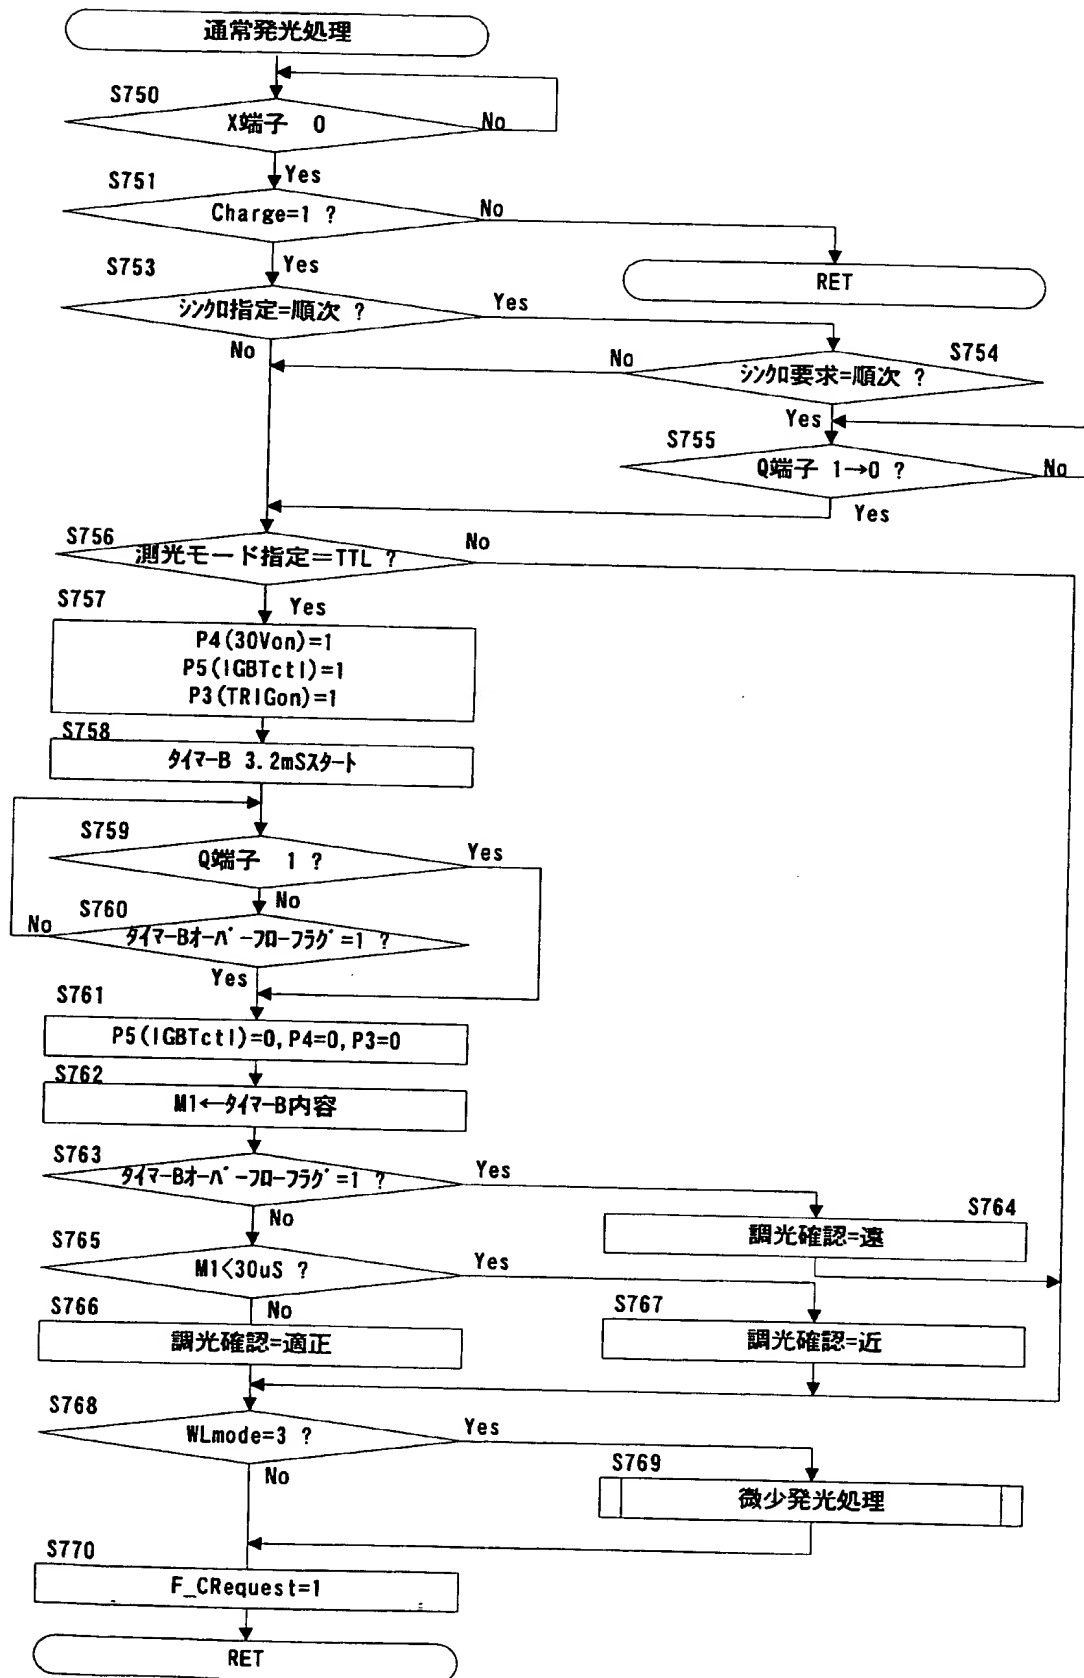 通常発光処理
S750
X端子 0
No
Yes
S751
Charge=1 ?
No
Yes
RET
S753
シンクロ指定=順次 ?
Yes
No
S754
シンクロ要求=順次 ?
No
Yes
S755
Q端子 1→0 ?
No
Yes
S756
測光モード指定=TTL ?
No
Yes
S757
P4(30Von)=1
P5(IGBTctl)=1
P3(TRIGon)=1
S758
タイマーB 3.2mSスタート
S759
Q端子 1 ?
Yes
No
S760
タイマーBオーバーフローフラグ=1 ?
No
Yes
S761
P5(IGBTctl)=0,P4=0,P3=0
S762
M1←タイマーB内容
S763
タイマーBオーバーフローフラグ=1 ?
Yes
No
S764
調光確認=遠
S765
M1<30uS ?
Yes
No
S766
調光確認=適正
S767
調光確認=近
S768
WLmode=3 ?
Yes
No
S769
微少発光処理
S770
F_CRequest=1
RET